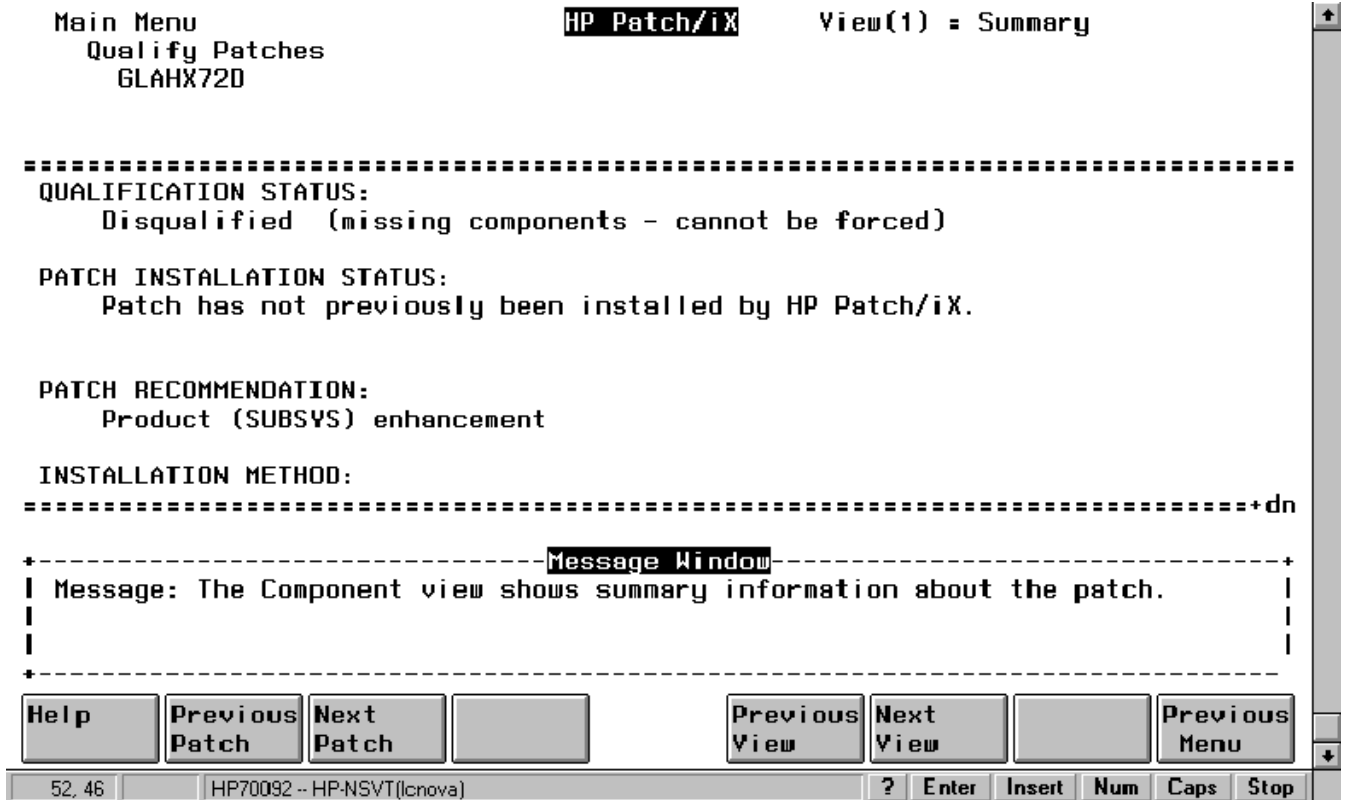 Main Menu HP Patch/iX View(1) = Summary
Qualify Patches
GLAHX72D
================================================================================
QUALIFICATION STATUS:
Disqualified (missing components - cannot be forced)
PATCH INSTALLATION STATUS:
Patch has not previously been installed by HP Patch/iX.
PATCH RECOMMENDATION:
Product (SUBSYS) enhancement
INSTALLATION METHOD:
=============================================================================+dn
+--------------------------------Message Window--------------------------------+
| Message: The Component view shows summary information about the patch. |
| |
| |
+------------------------------------------------------------------------------
Help Previous Next Previous Next Previous
Patch Patch View View Menu
52, 46 HP70092 -- HP-NSVT(lcnova) ? Enter Insert Num Caps Stop